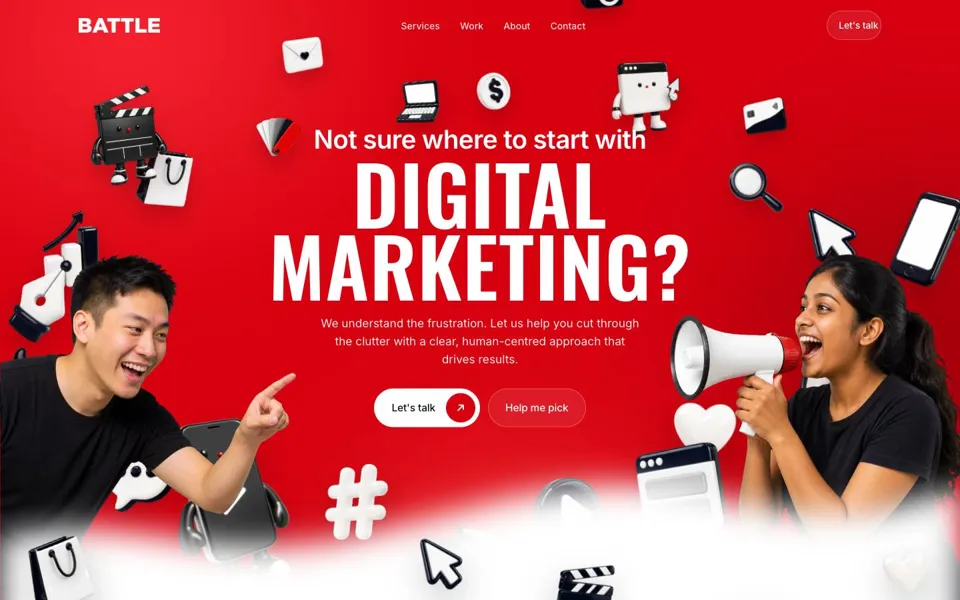 BATTLE
Services Work About Contact
Let's talk
Not sure where to start with
DIGITAL
MARKETING?
We understand the frustration. Let us help you cut through
the clutter with a clear, human-centred approach that
drives results.
Let's talk
Help me pick